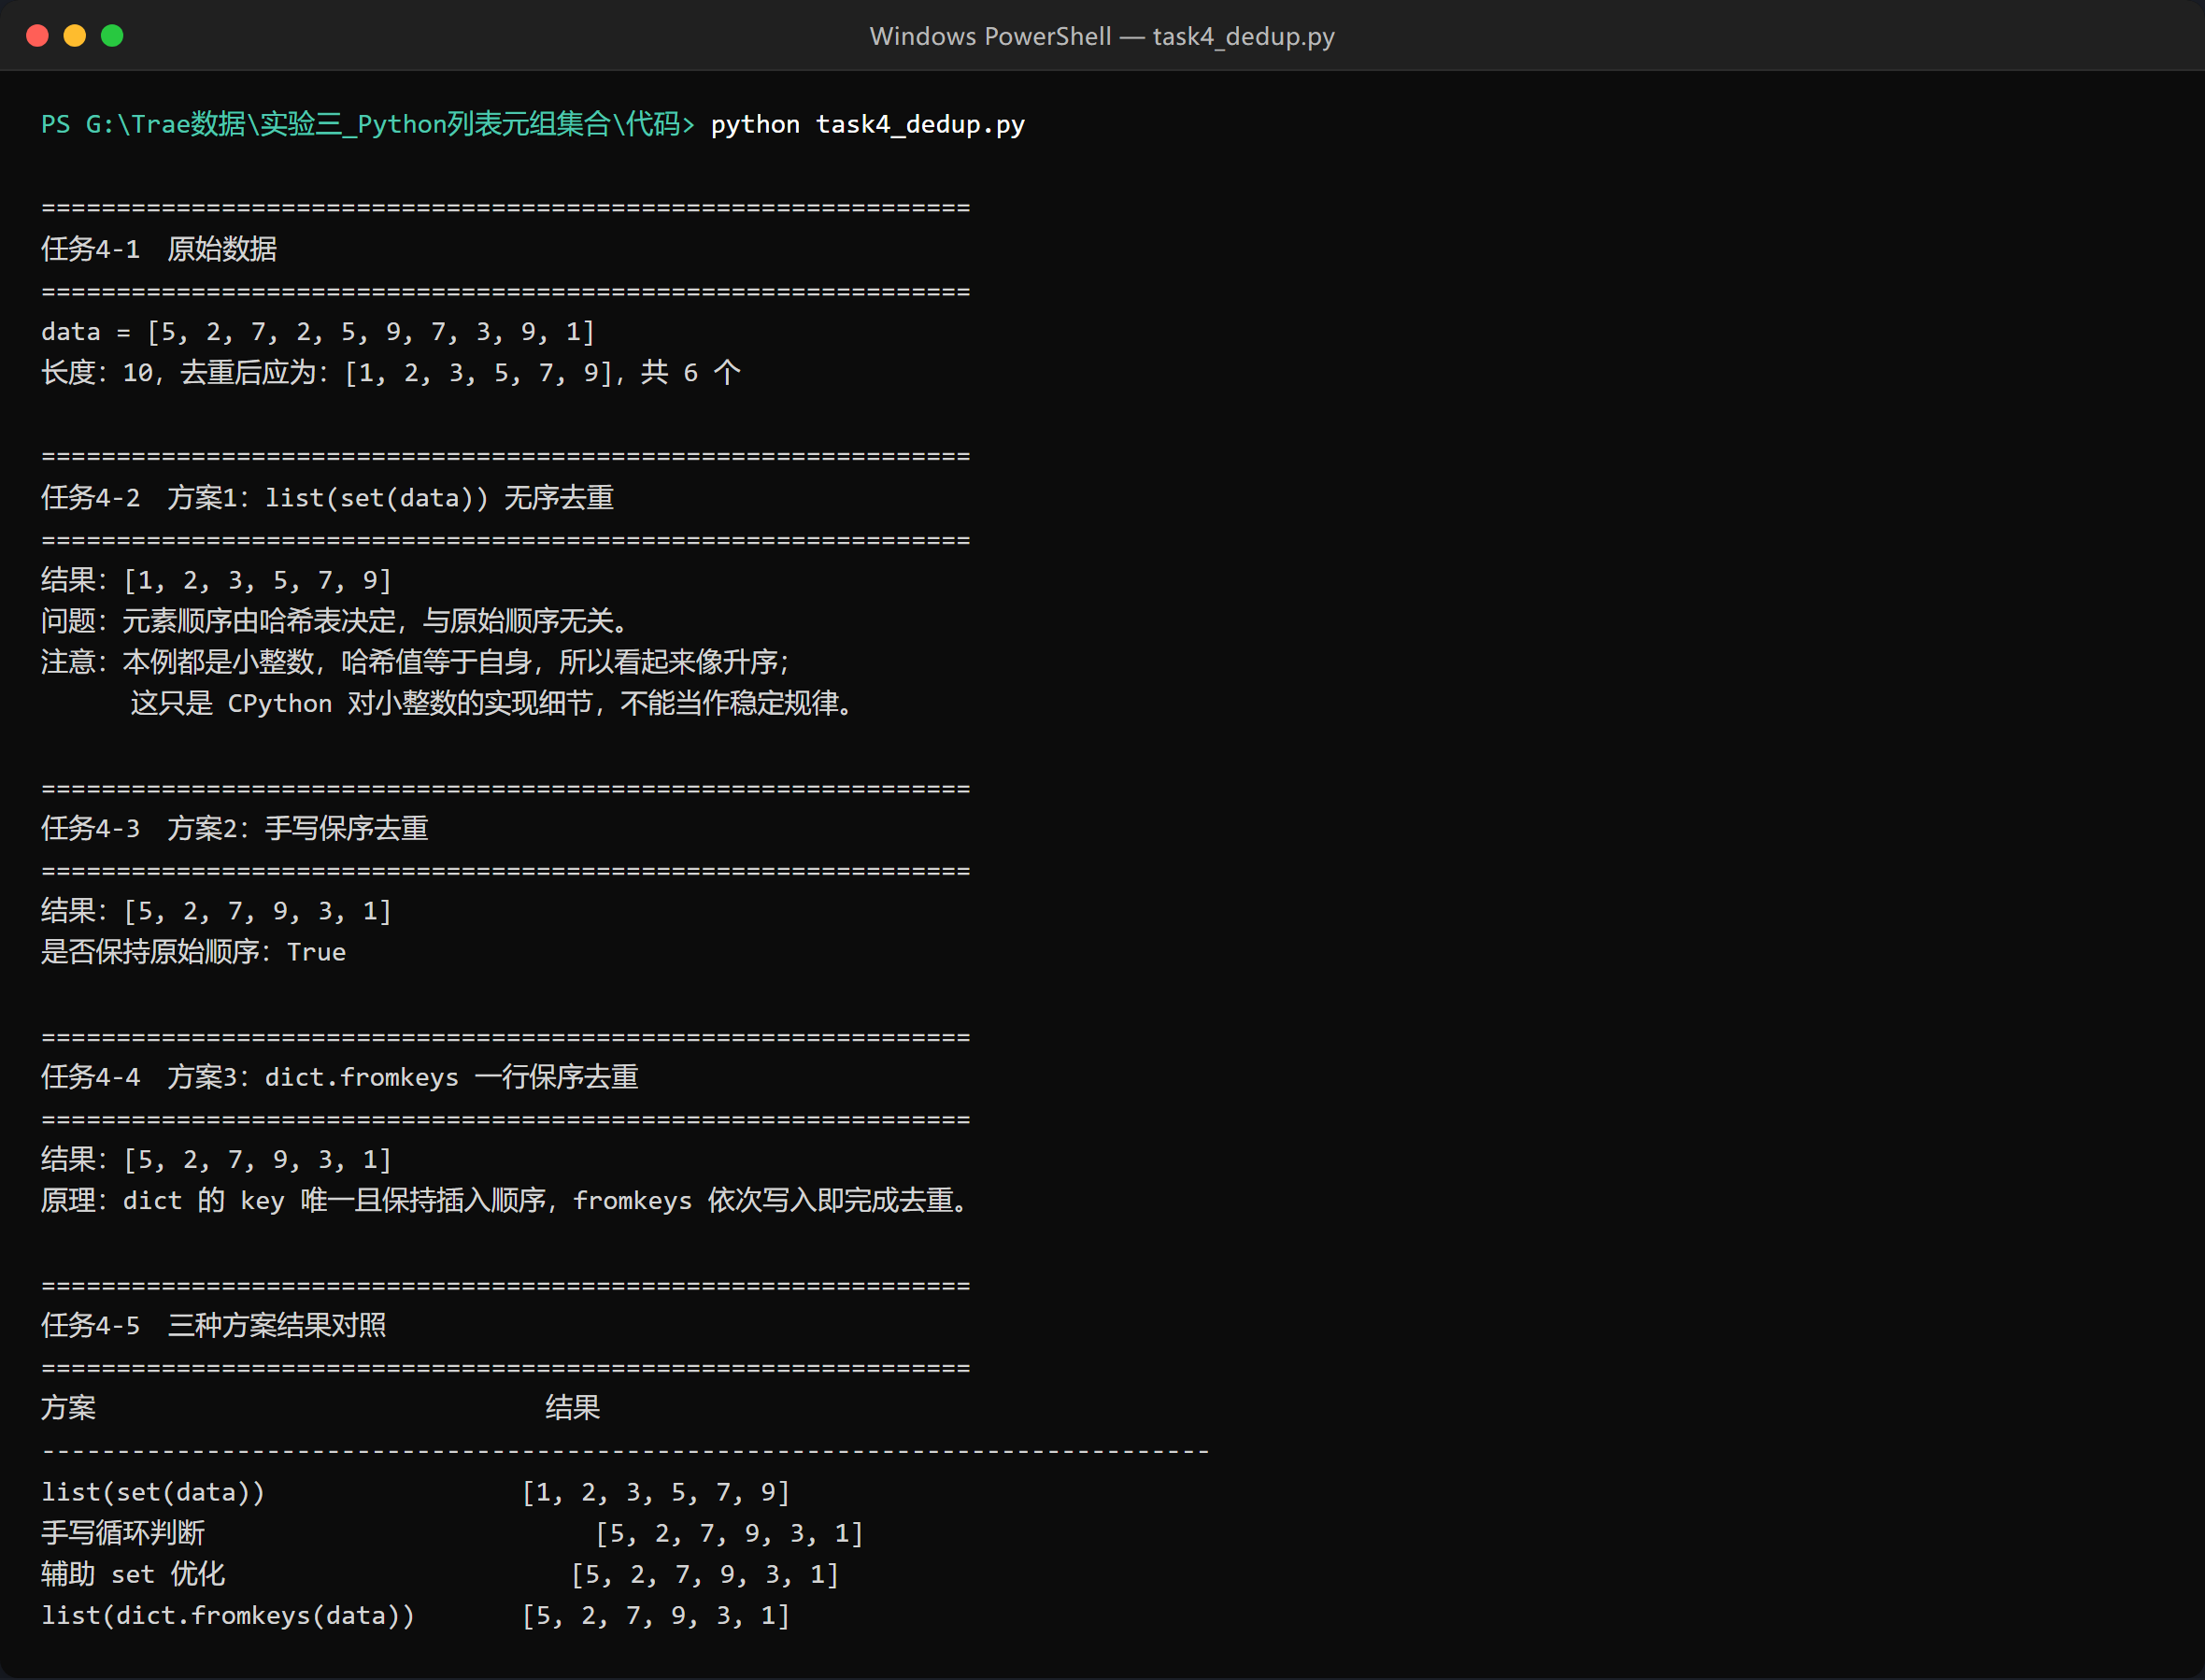 Windows PowerShell — task4_dedup.py
PS G:\Trae数据\实验三_Python列表元组集合\代码> python task4_dedup.py
==============================================================
任务4-1  原始数据
==============================================================
data = [5, 2, 7, 2, 5, 9, 7, 3, 9, 1]
长度：10，去重后应为：[1, 2, 3, 5, 7, 9]，共 6 个
==============================================================
任务4-2  方案1：list(set(data)) 无序去重
==============================================================
结果：[1, 2, 3, 5, 7, 9]
问题：元素顺序由哈希表决定，与原始顺序无关。
注意：本例都是小整数，哈希值等于自身，所以看起来像升序；
      这只是 CPython 对小整数的实现细节，不能当作稳定规律。
==============================================================
任务4-3  方案2：手写保序去重
==============================================================
结果：[5, 2, 7, 9, 3, 1]
是否保持原始顺序：True
==============================================================
任务4-4  方案3：dict.fromkeys 一行保序去重
==============================================================
结果：[5, 2, 7, 9, 3, 1]
原理：dict 的 key 唯一且保持插入顺序，fromkeys 依次写入即完成去重。
==============================================================
任务4-5  三种方案结果对照
==============================================================
方案                              结果
------------------------------------------------------------------------------
list(set(data))                 [1, 2, 3, 5, 7, 9]
手写循环判断                          [5, 2, 7, 9, 3, 1]
辅助 set 优化                       [5, 2, 7, 9, 3, 1]
list(dict.fromkeys(data))       [5, 2, 7, 9, 3, 1]